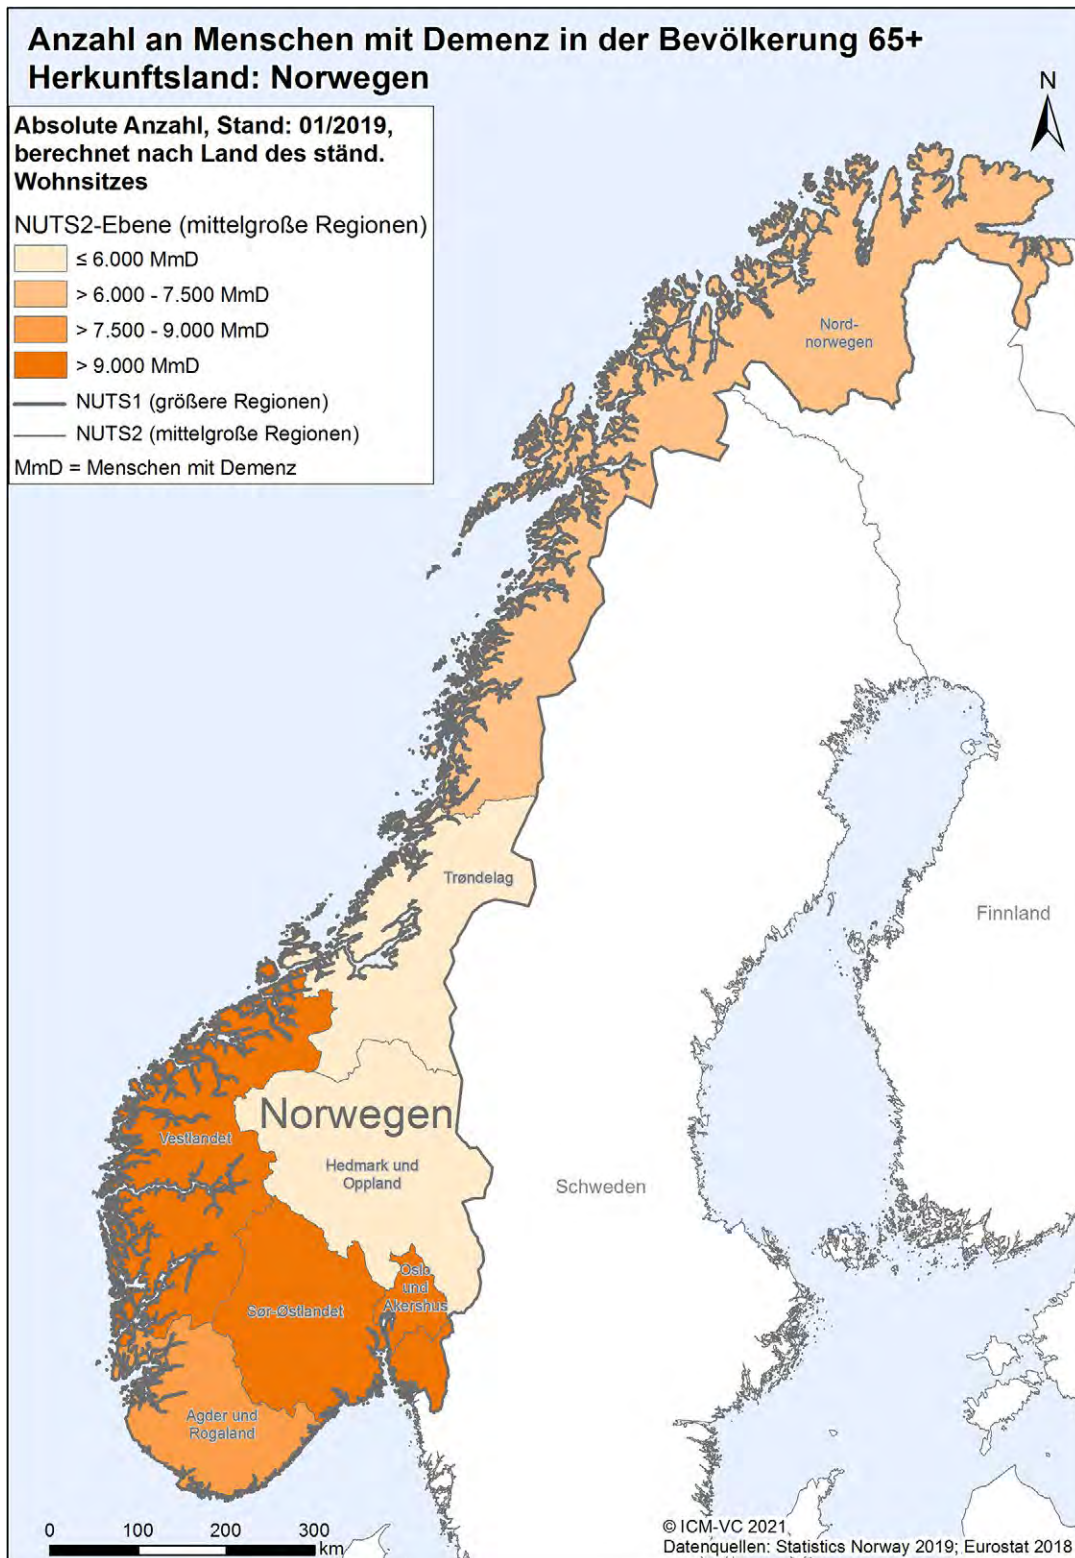 Anzahl an Menschen mit Demenz in der Bevölkerung 65+
Herkunftsland: Norwegen
Absolute Anzahl, Stand: 01/2019,
berechnet nach Land des ständ.
Wohnsitzes
NUTS2-Ebene (mittelgroße Regionen)
≤ 6.000 MmD
> 6.000 - 7.500 MmD
> 7.500 - 9.000 MmD
> 9.000 MmD
NUTS1 (größere Regionen)
NUTS2 (mittelgroße Regionen)
MmD = Menschen mit Demenz
N
Nord-
norwegen
Trøndelag
Finnland
Norwegen
Vestlandet
Hedmark und
Oppland
Schweden
Oslo
und
Akershus
Sør-Østlandet
Agder und
Rogaland
0 100 200 300
km
© ICM-VC 2021
Datenquellen: Statistics Norway 2019; Eurostat 2018